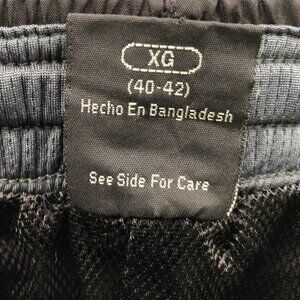 XG
(40-42)
Hecho En Bangladesh
See Side For Care